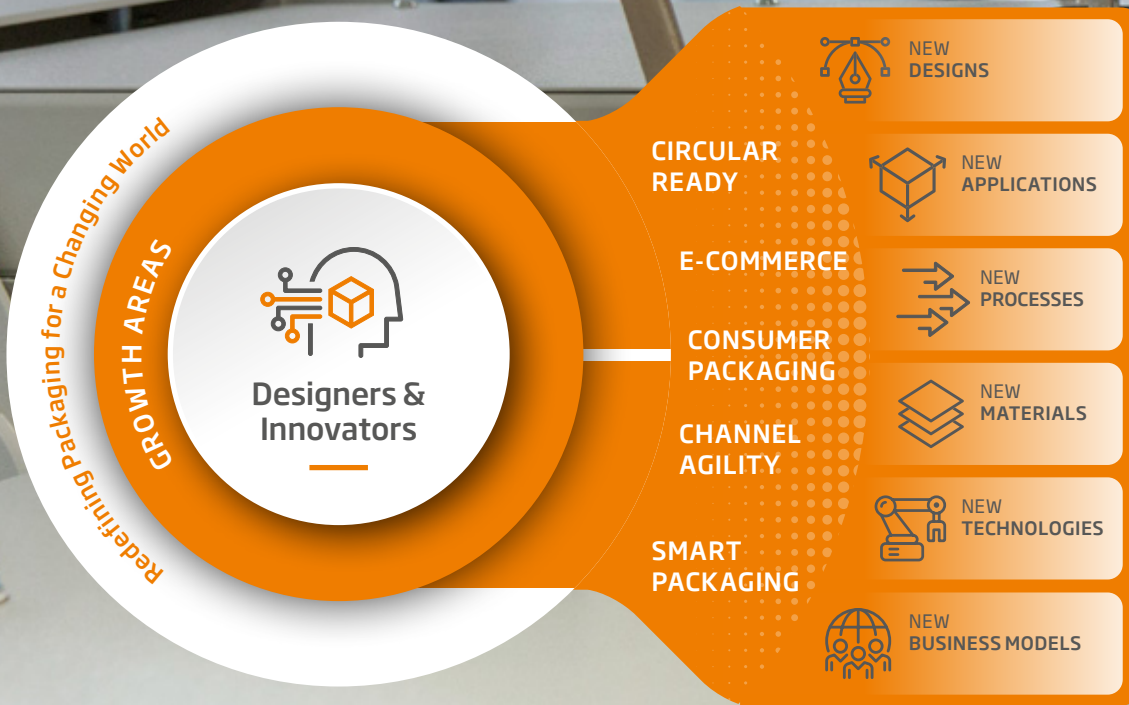 Redefining Packaging for a Changing World
GROWTH AREAS
Designers &
Innovators
CIRCULAR
READY
E-COMMERCE
CONSUMER
PACKAGING
CHANNEL
AGILITY
SMART
PACKAGING
NEW
DESIGNS
NEW
APPLICATIONS
NEW
PROCESSES
NEW
MATERIALS
NEW
TECHNOLOGIES
NEW
BUSINESS MODELS